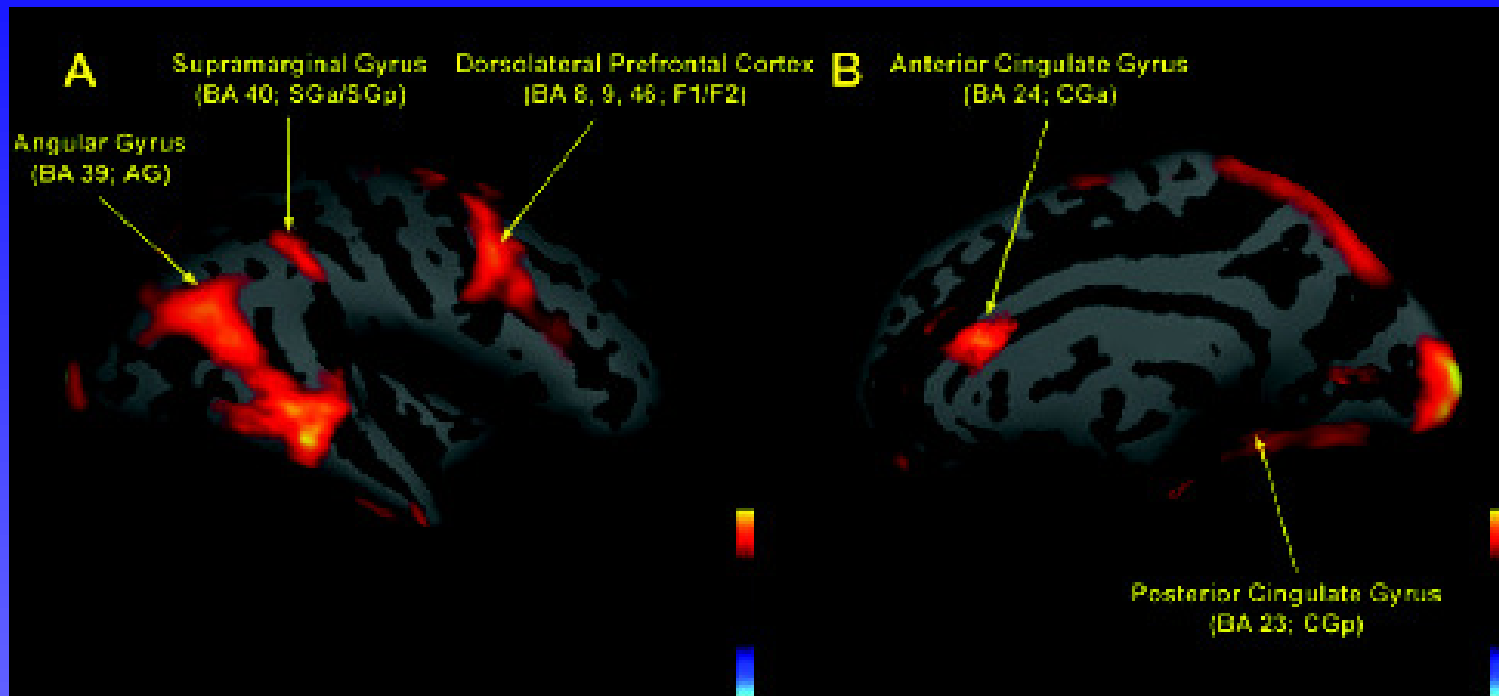 A
Supramarginal Gyrus
(BA 40; SGa/SGp)
Dorsolateral Prefrontal Cortex
(BA 8, 9, 46; F1/F2)
Angular Gyrus
(BA 39; AG)
B
Anterior Cingulate Gyrus
(BA 24; CGa)
Posterior Cingulate Gyrus
(BA 23; CGp)